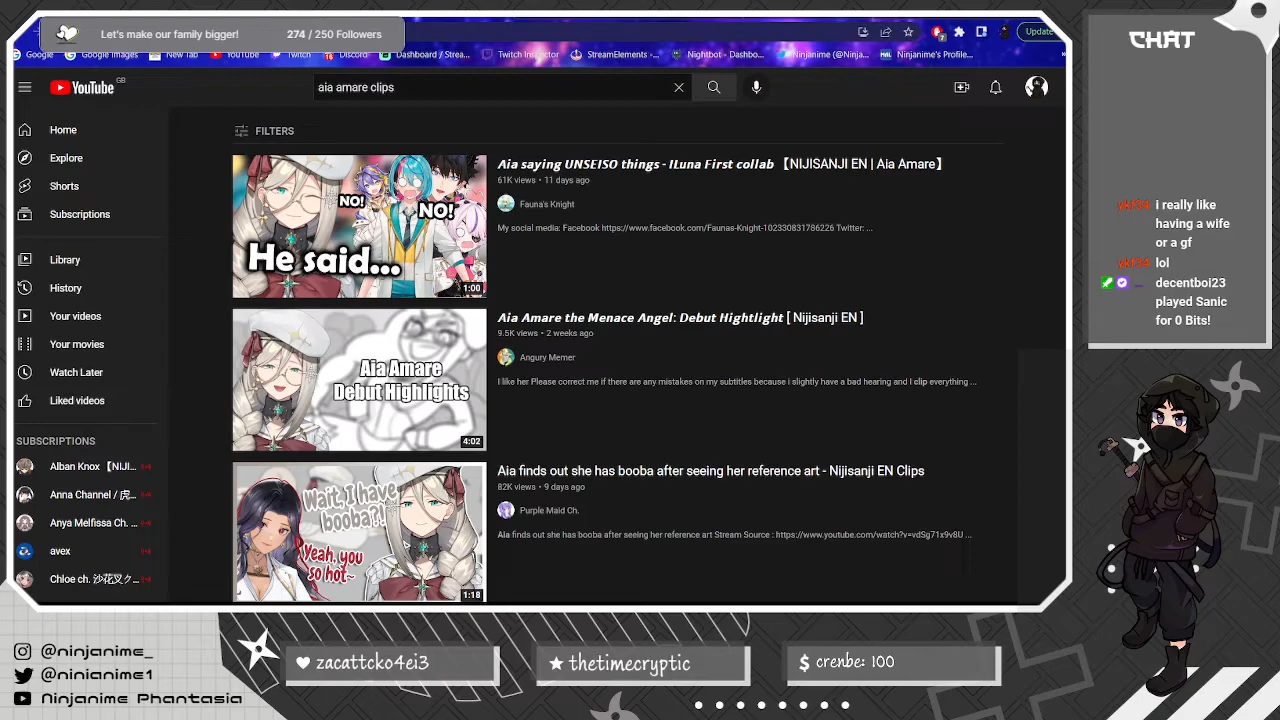 Let's make our family bigger! 274 / 250 Followers
Update
Google
Google Images
New Tab
YouTube
Twitch
Discord
Dashboard / Strea...
Twitch Inspector
StreamElements -...
Nightbot - Dashbo...
Twitter (@Ninja...
Ninjanime's Profile...
YouTube GB
aia amare clips
Home
Explore
Shorts
Subscriptions
Library
History
Your videos
Your movies
Watch Later
Liked videos
SUBSCRIPTIONS
Alban Knox 【NIJI...
Anna Channel / 虎...
Anya Melfissa Ch. ...
avex
Chloe ch. 沙花叉ク...
FILTERS
NO!
NO!
He said...
1:00
Aia saying UNSEISO things - ILuna First collab 【NIJISANJI EN | Aia Amare】
61K views • 11 days ago
Fauna's Knight
My social media: Facebook https://www.facebook.com/Faunas-Knight-102330831786226 Twitter: ...
Aia Amare
Debut Highlights
4:02
Aia Amare the Menace Angel: Debut Hightlight [ Nijisanji EN ]
9.5K views • 2 weeks ago
Angury Memer
I like her Please correct me if there are any mistakes on my subtitles because i slightly have a bad hearing and I clip everything ...
Wait, I have
booba?!
Yeah, you
so hot~
1:18
Aia finds out she has booba after seeing her reference art - Nijisanji EN Clips
82K views • 9 days ago
Purple Maid Ch.
Aia finds out she has booba after seeing her reference art Stream Source : https://www.youtube.com/watch?v=vdSg71x9v8U ...
CHAT
ykf34 i really like
having a wife
or a gf
ykf34 lol
decentboi23
played Sanic
for 0 Bits!
@ninjanime_
@ninjanime1
Ninjanime Phantasia
zacattcko4ei3
thetimecryptic
$ crenbe: 100